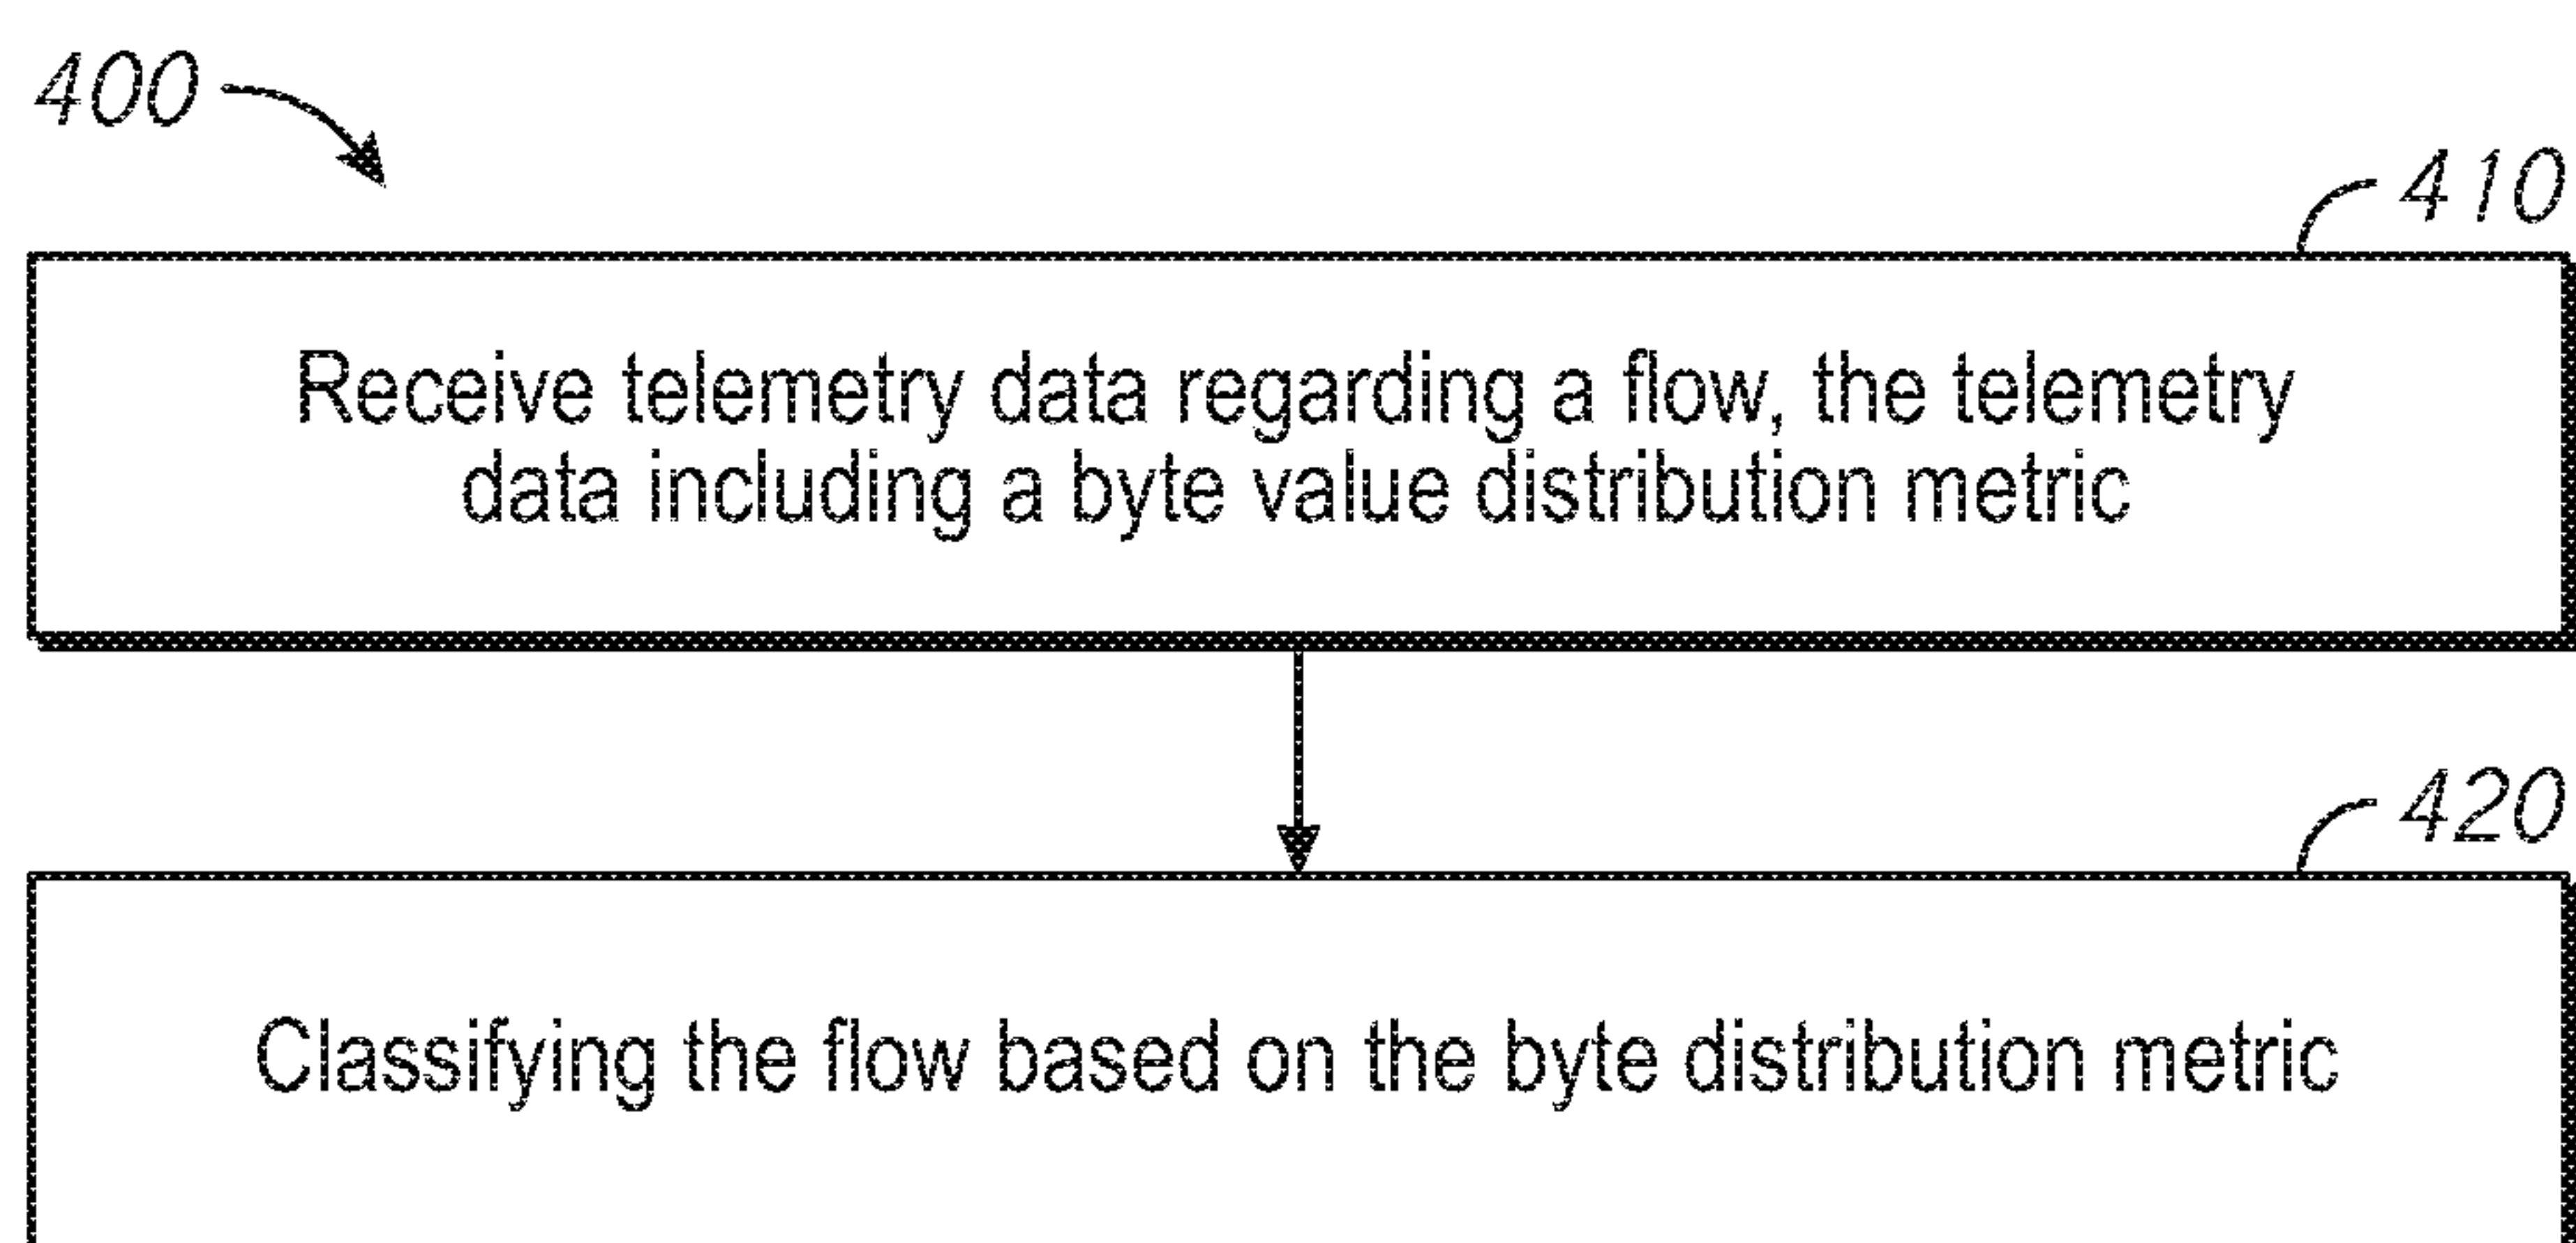 400
410
Receive telemetry data regarding a flow, the telemetry
data including a byte value distribution metric
420
Classifying the flow based on the byte distribution metric